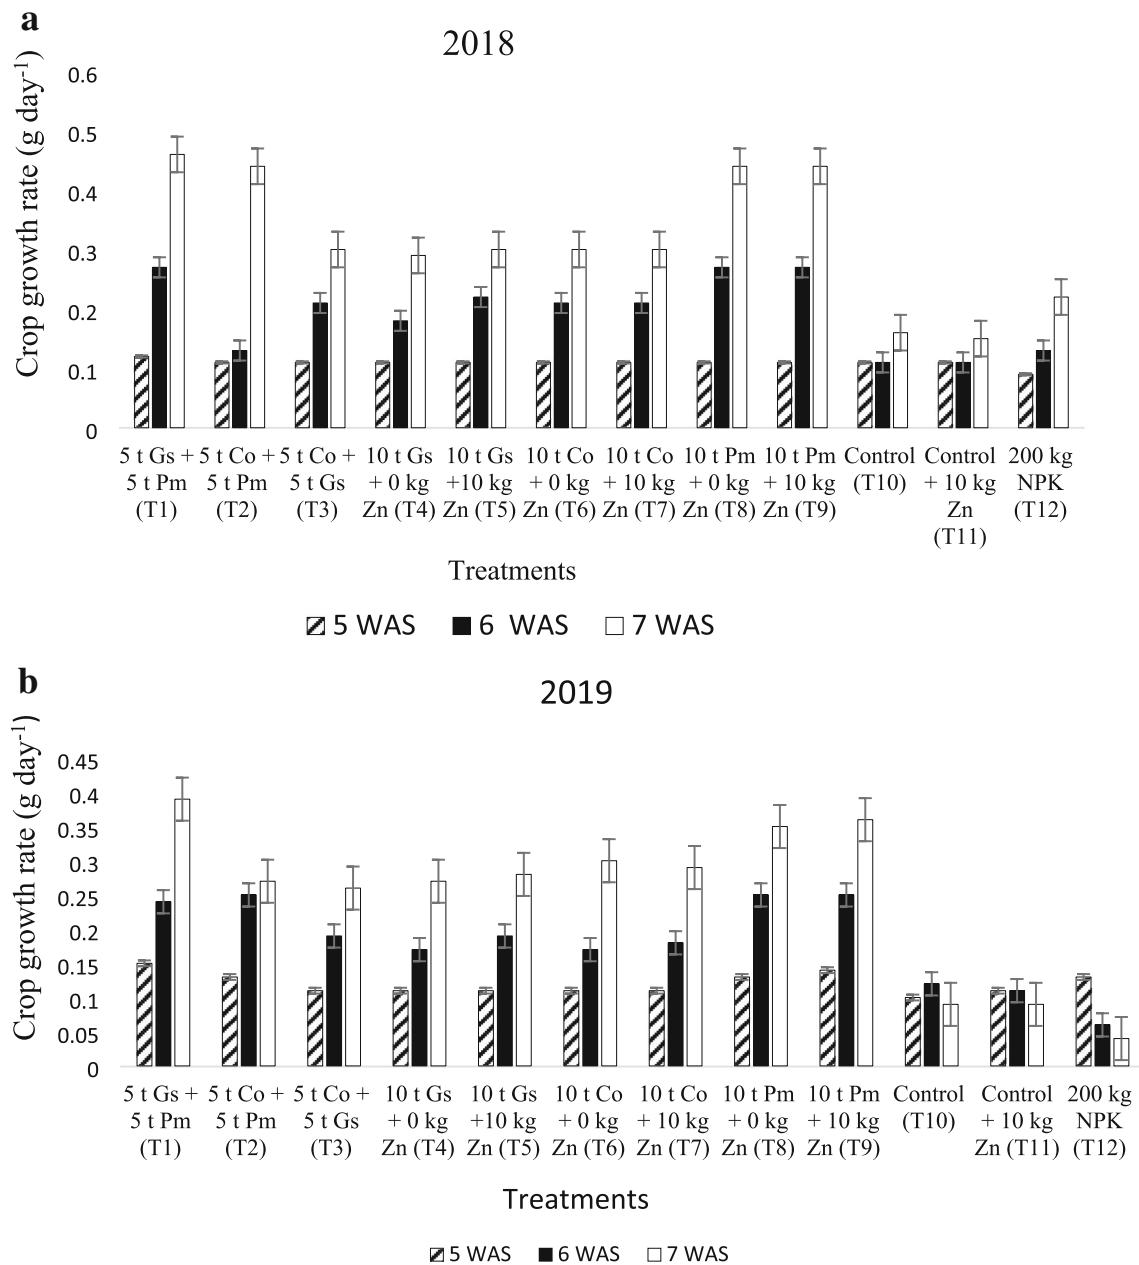 a
2018
Crop growth rate (g day-1)
0.6
0.5
0.4
0.3
0.2
0.1
0
5 t Gs + 5 t Co + 5 t Co + 10 t Gs 10 t Gs 10 t Co 10 t Co 10 t Pm 10 t Pm Control Control 200 kg
5 t Pm 5 t Pm 5 t Gs + 0 kg +10 kg + 0 kg + 10 kg + 0 kg + 10 kg (T10) + 10 kg NPK
(T1) (T2) (T3) Zn (T4) Zn (T5) Zn (T6) Zn (T7) Zn (T8) Zn (T9) Zn (T12)
(T11)
Treatments
5 WAS 6 WAS 7 WAS
b
2019
Crop growth rate (g day-1)
0.45
0.4
0.35
0.3
0.25
0.2
0.15
0.1
0.05
0
5 t Gs + 5 t Co + 5 t Co + 10 t Gs 10 t Gs 10 t Co 10 t Co 10 t Pm 10 t Pm Control Control 200 kg
5 t Pm 5 t Pm 5 t Gs + 0 kg +10 kg + 0 kg + 10 kg + 0 kg + 10 kg (T10) + 10 kg NPK
(T1) (T2) (T3) Zn (T4) Zn (T5) Zn (T6) Zn (T7) Zn (T8) Zn (T9) Zn (T11) (T12)
Treatments
5 WAS 6 WAS 7 WAS